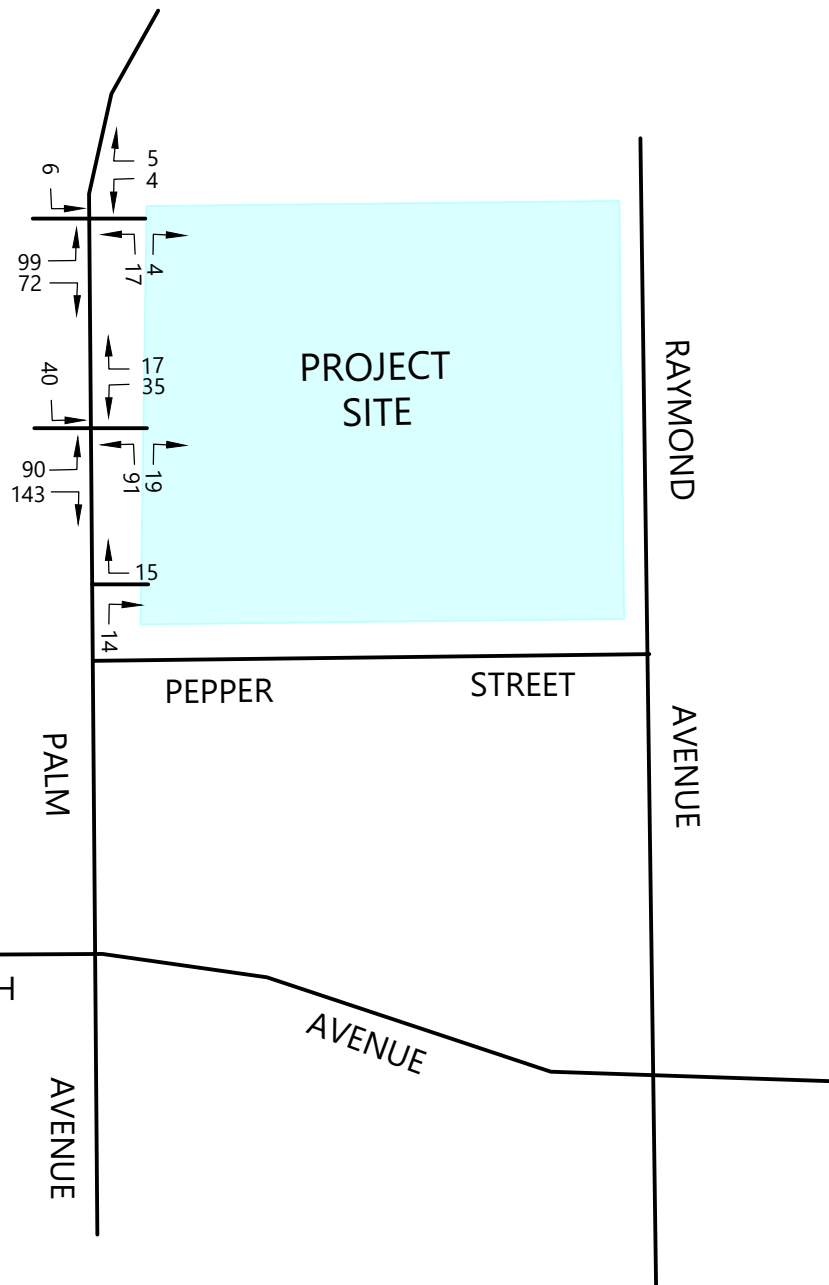 5
6
4
99
17
4
72
PROJECT
SITE
17
40
35
RAYMOND
90
91
19
143
15
14
PEPPER
STREET
PALM
AVENUE
H
AVENUE
AVENUE